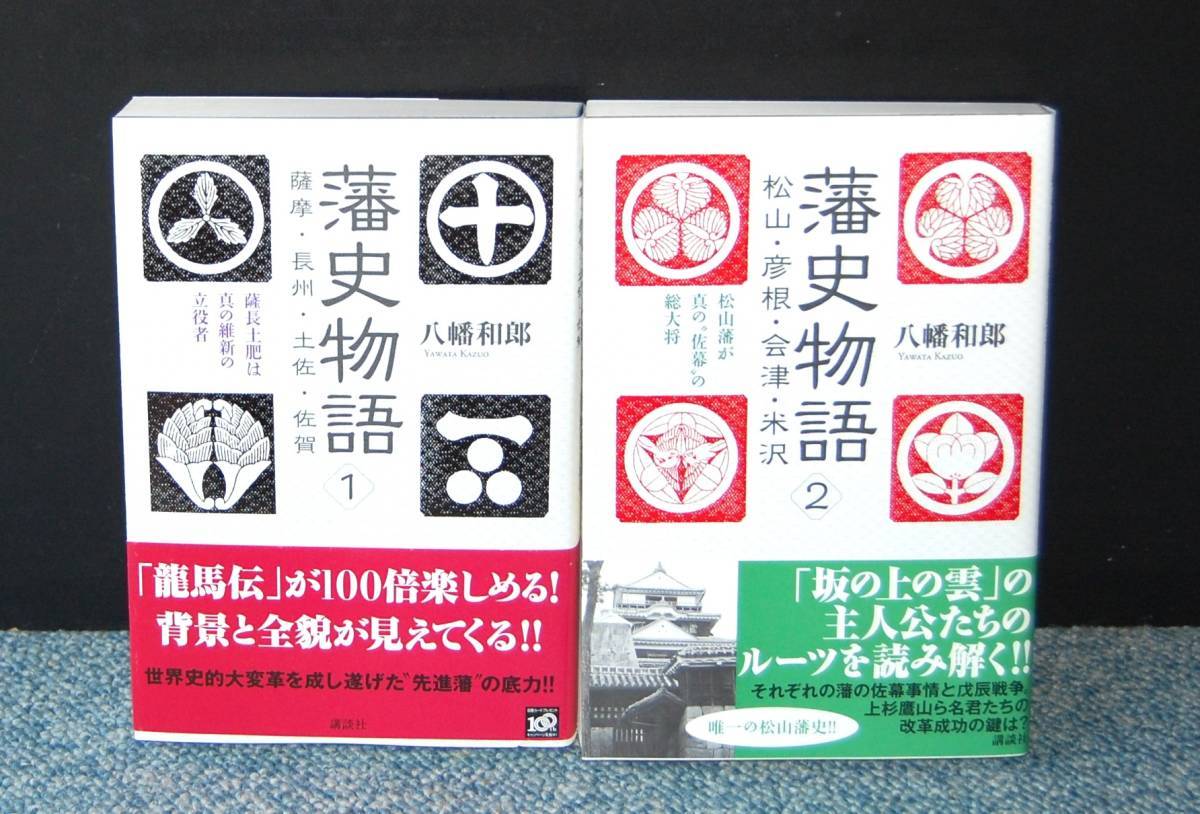 藩史物語
1
薩摩・長州・土佐・佐賀
薩長土肥は
真の維新の
立役者
八幡和郎
YAWATA KAZUO
「龍馬伝」が100倍楽しめる!
背景と全貌が見えてくる!!
世界史的大変革を成し遂げた〝先進藩〟の底力!!
講談社
藩史物語
2
松山・彦根・会津・米沢
松山藩が
真の〝佐幕〟の
総大将
八幡和郎
YAWATA KAZUO
「坂の上の雲」の
主人公たちの
ルーツを読み解く!!
それぞれの藩の佐幕事情と戊辰戦争。
上杉鷹山ら名君たちの
改革成功の鍵は?
唯一の松山藩史!!
講談社